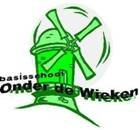 basisschool
Onder de Wieken